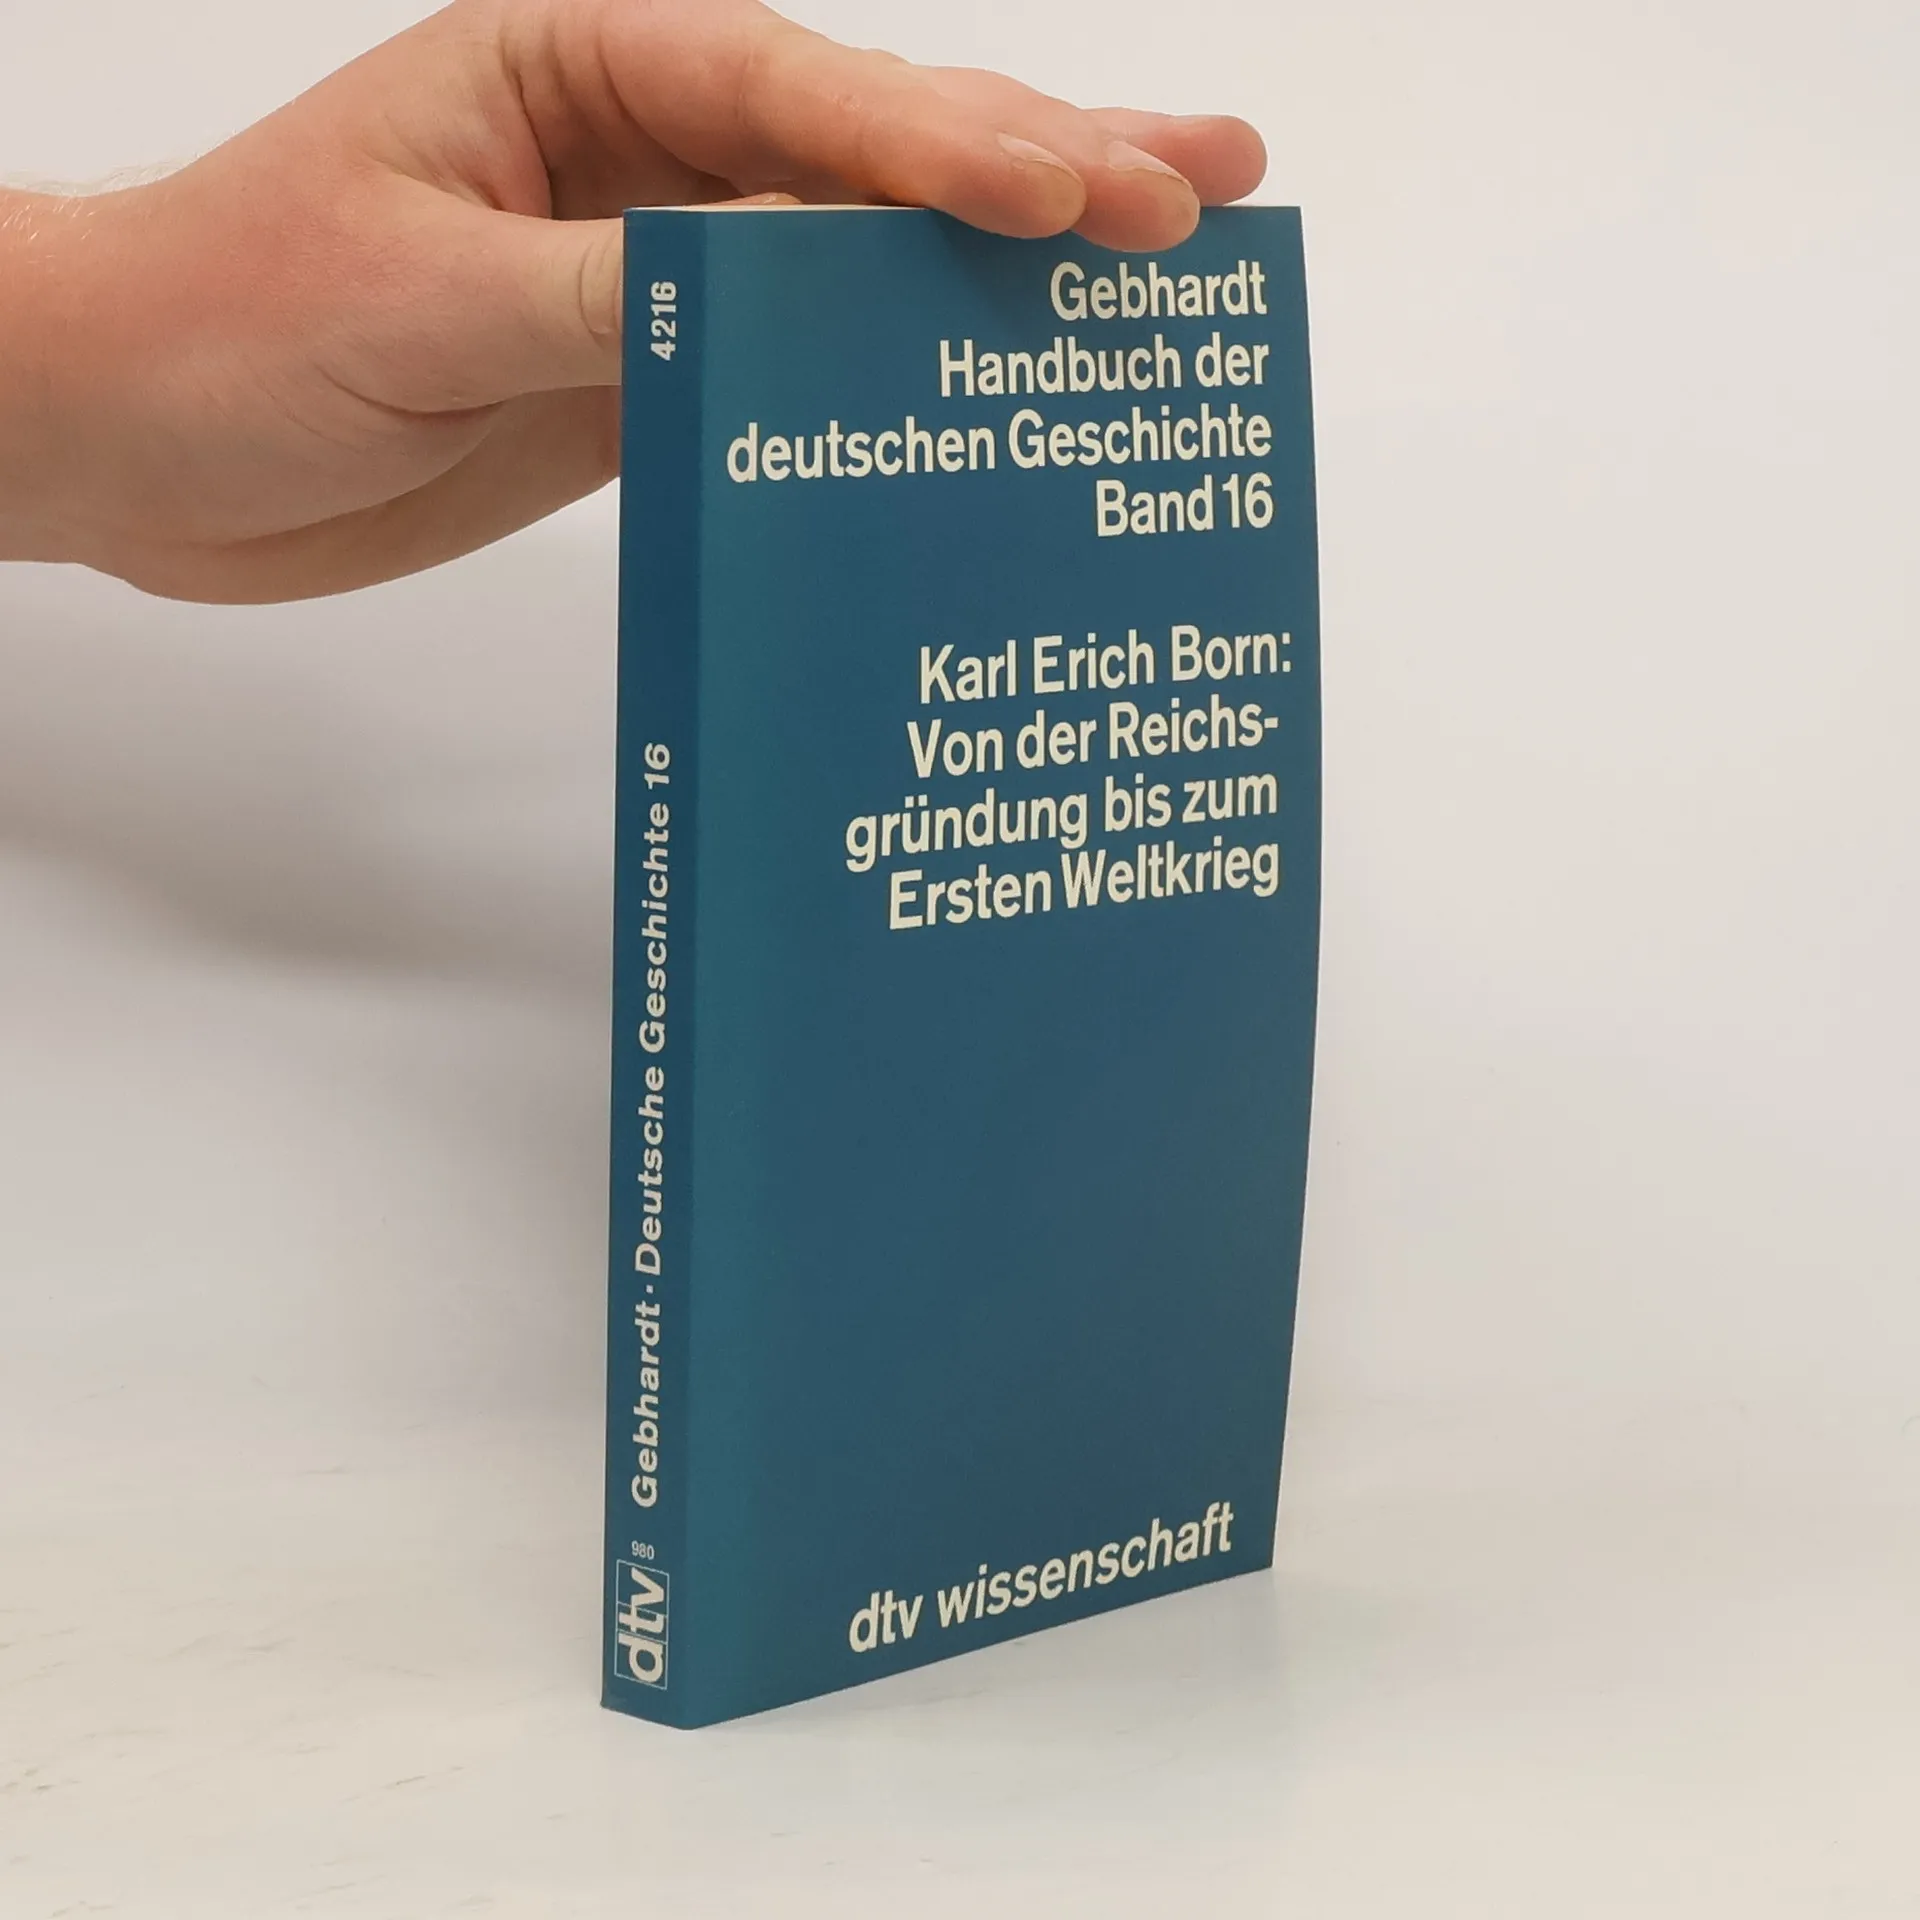 Gebhardt
Handbuch der
deutschen Geschichte
Band 16
Karl Erich Born:
Von der Reichs-
gründung bis zum
Ersten Weltkrieg
dtv wissenschaft
4216
Gebhardt · Deutsche Geschichte 16
980
dtv